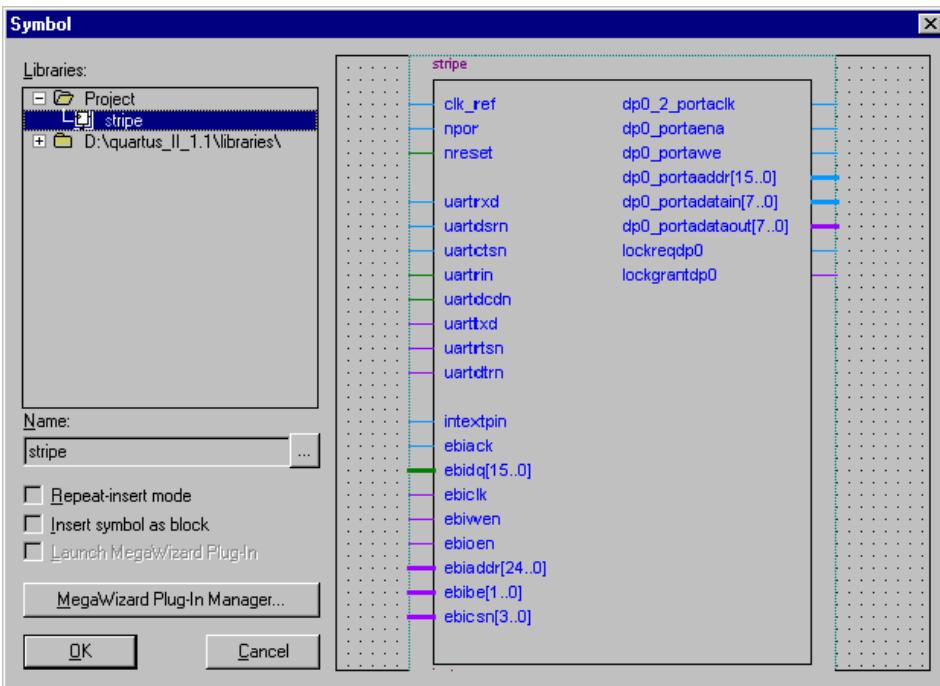 Symbol
Libraries:
Project
stripe
D:\quartus_II_1.1\libraries\
Name:
stripe
...
Repeat-insert mode
Insert symbol as block
Launch MegaWizard Plug-In
MegaWizard Plug-In Manager...
OK
Cancel
stripe
clk_ref
npor
nreset
uartrxd
uartdsrn
uartctsn
uartrin
uartdcdn
uarttxd
uartrtsn
uartdtrn
intextpin
ebiack
ebidq[15..0]
ebiclk
ebiwen
ebioen
ebiaddr[24..0]
ebibe[1..0]
ebicsn[3..0]
dp0_2_portaclk
dp0_portaena
dp0_portawe
dp0_portaaddr[15..0]
dp0_portadatain[7..0]
dp0_portadataout[7..0]
lockreqdp0
lockgrantdp0